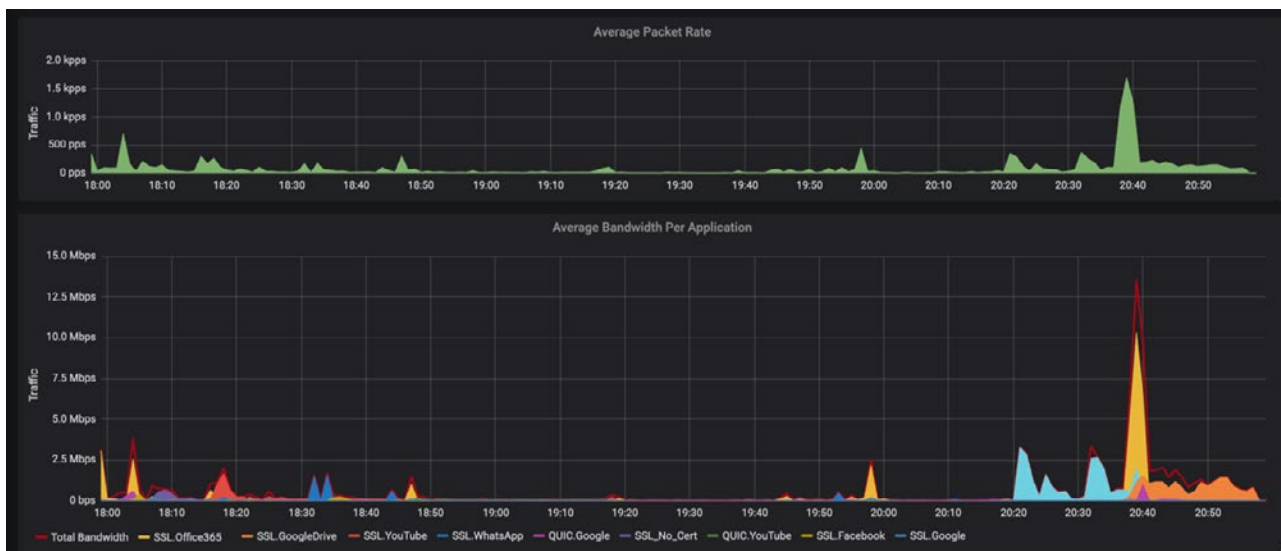 Average Packet Rate
2.0 kpps
1.5 kpps
1.0 kpps
500 pps
0 pps
Traffic
18:00 18:10 18:20 18:30 18:40 18:50 19:00 19:10 19:20 19:30 19:40 19:50 20:00 20:10 20:20 20:30 20:40 20:50
Average Bandwidth Per Application
15.0 Mbps
12.5 Mbps
10.0 Mbps
7.5 Mbps
5.0 Mbps
2.5 Mbps
0 bps
Traffic
18:00 18:10 18:20 18:30 18:40 18:50 19:00 19:10 19:20 19:30 19:40 19:50 20:00 20:10 20:20 20:30 20:40 20:50
Total Bandwidth SSL.Office365 SSL.GoogleDrive SSL.YouTube SSL.WhatsApp QUIC.Google SSL_No_Cert QUIC.YouTube SSL.Facebook SSL.Google